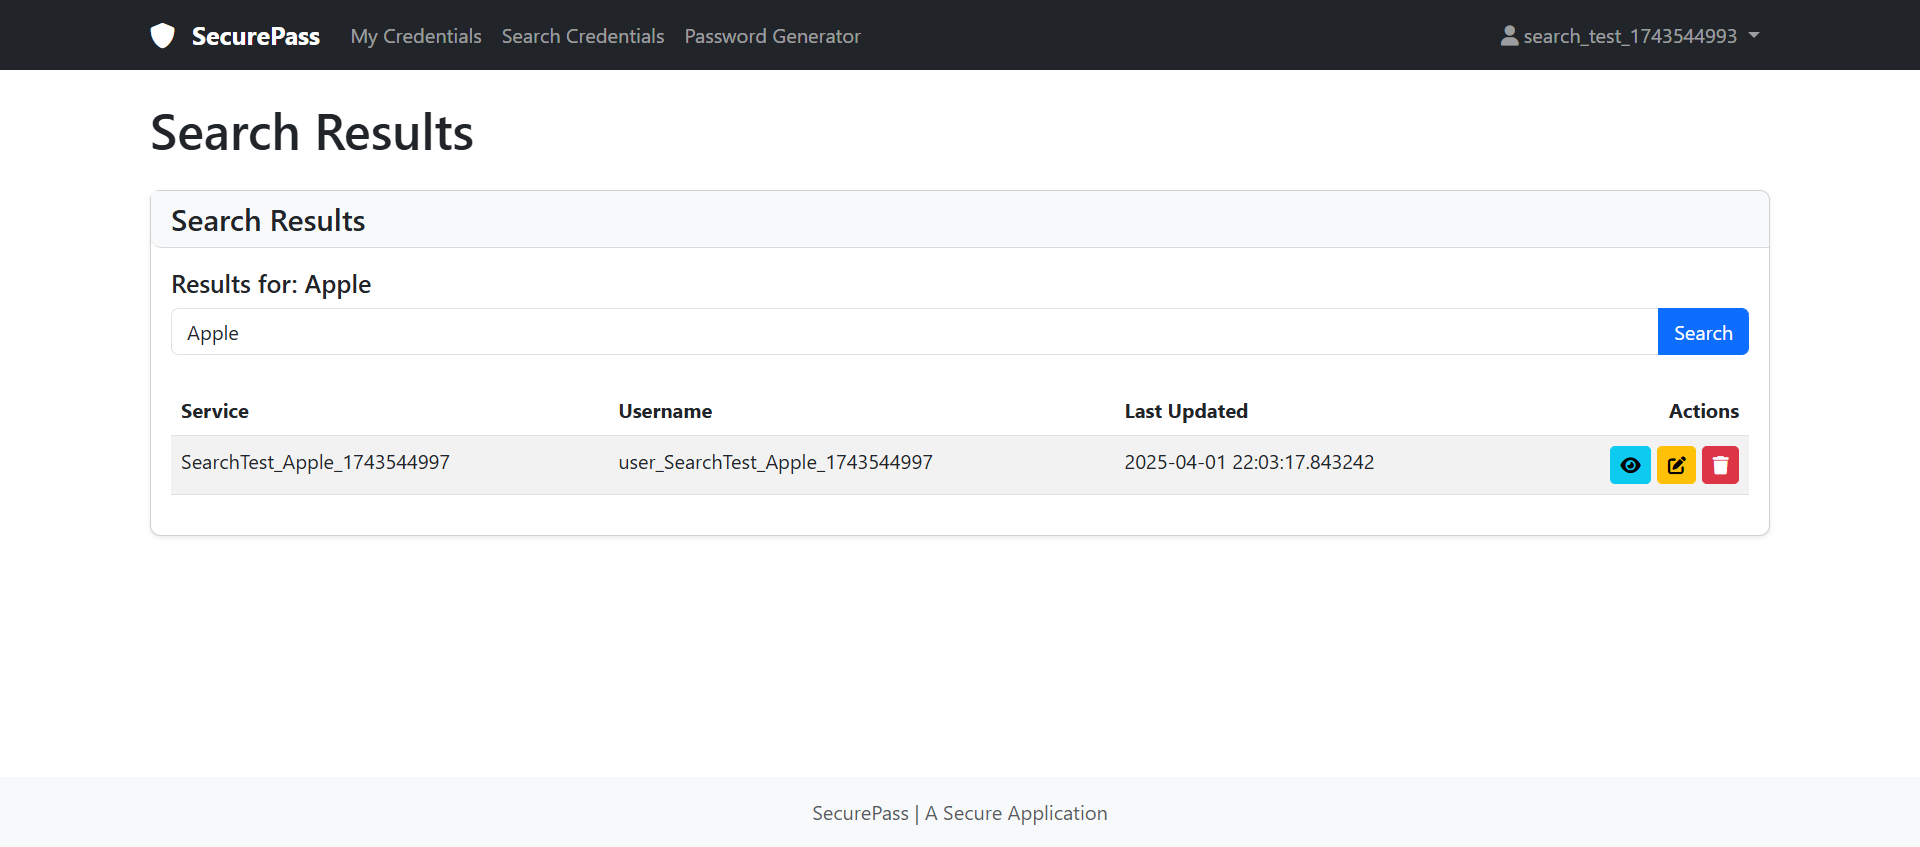 SecurePass My Credentials Search Credentials Password Generator search_test_1743544993
Search Results
Search Results
Results for: Apple
Apple Search
Service Username Last Updated Actions
SearchTest_Apple_1743544997 user_SearchTest_Apple_1743544997 2025-04-01 22:03:17.843242
SecurePass | A Secure Application